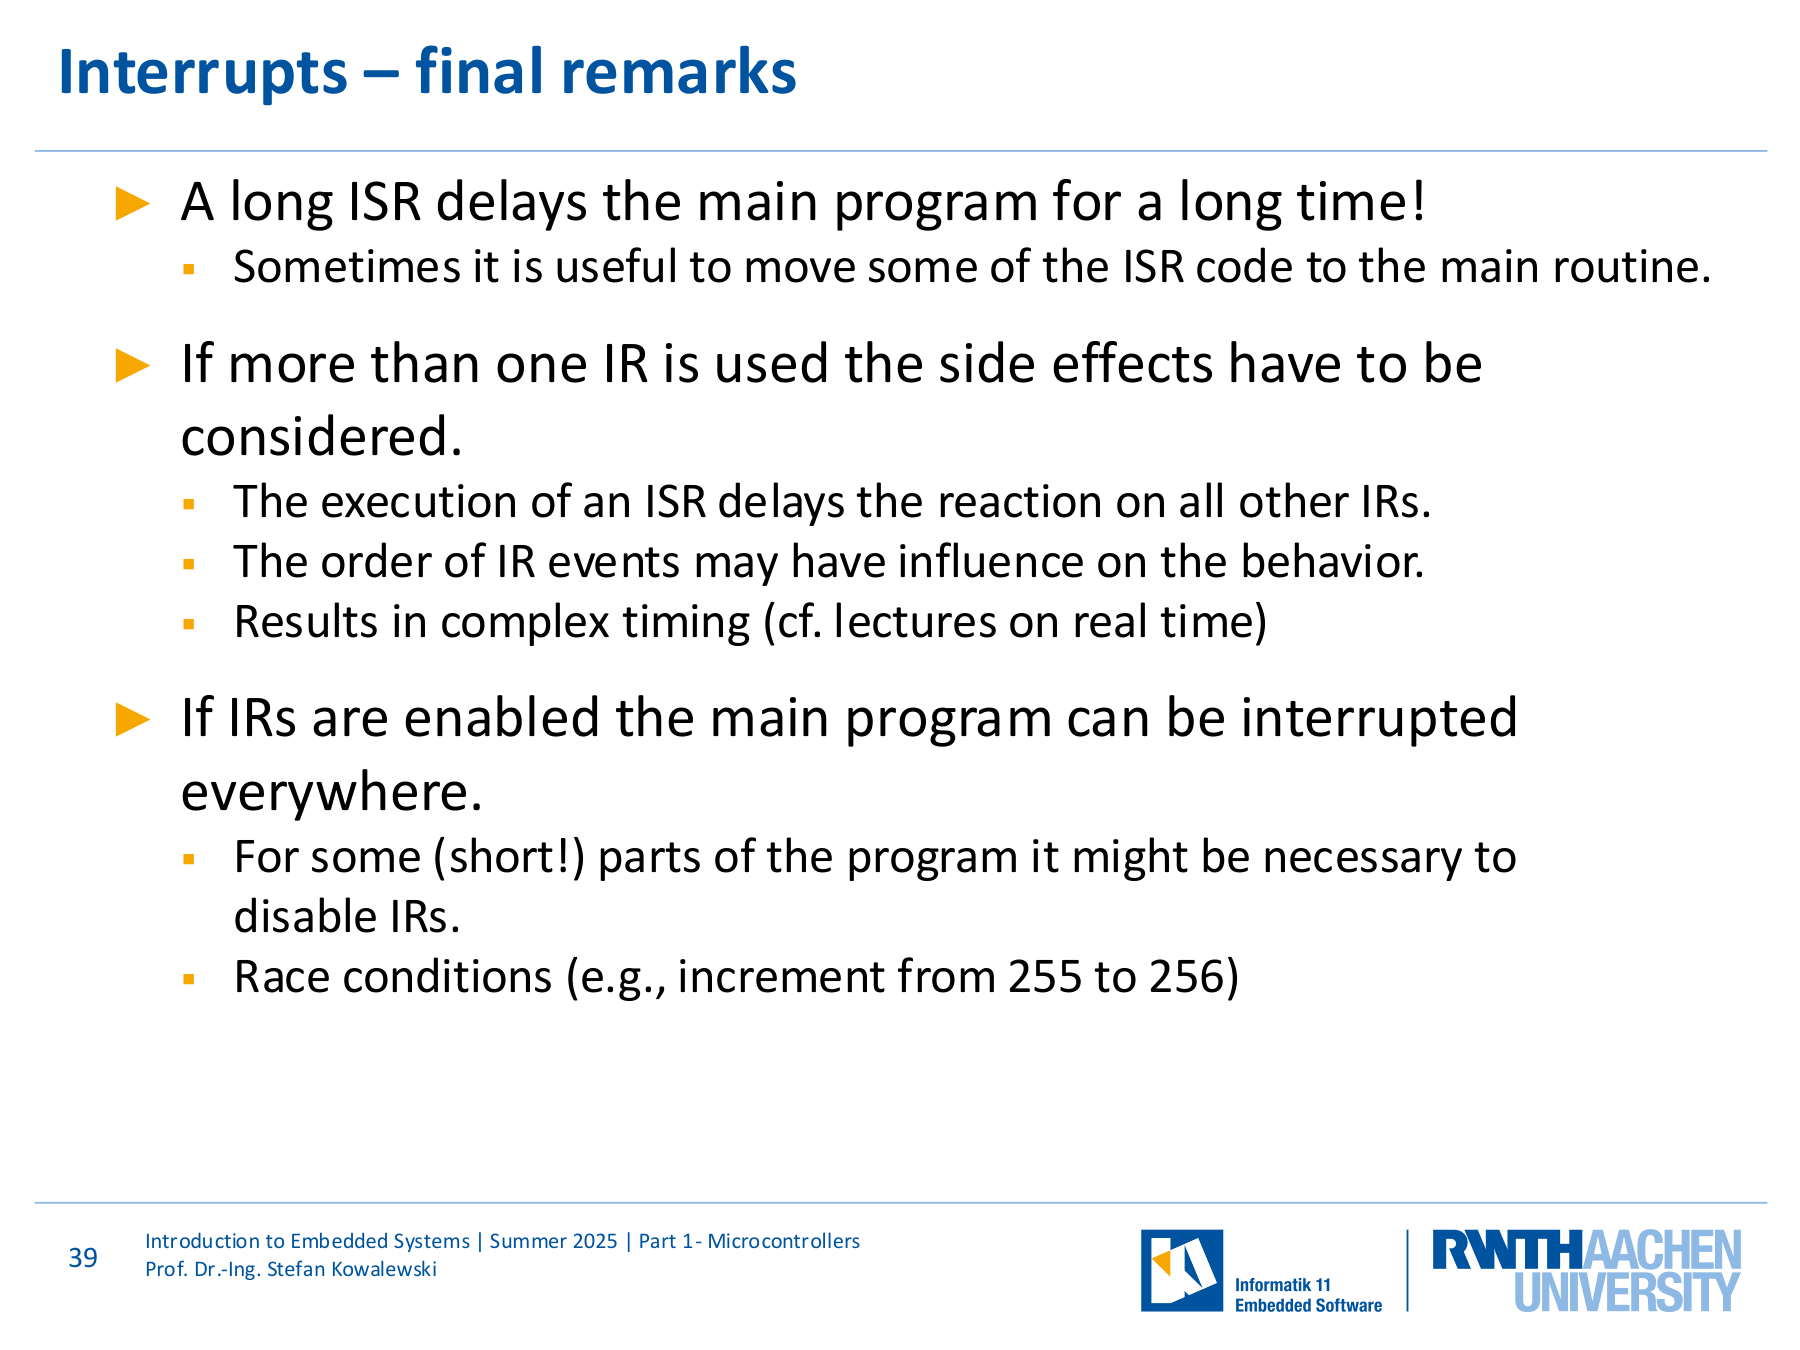 Interrupts – final remarks
► A long ISR delays the main program for a long time!
▪ Sometimes it is useful to move some of the ISR code to the main routine.
► If more than one IR is used the side effects have to be
considered.
▪ The execution of an ISR delays the reaction on all other IRs.
▪ The order of IR events may have influence on the behavior.
▪ Results in complex timing (cf. lectures on real time)
► If IRs are enabled the main program can be interrupted
everywhere.
▪ For some (short!) parts of the program it might be necessary to
disable IRs.
▪ Race conditions (e.g., increment from 255 to 256)
39
Introduction to Embedded Systems | Summer 2025 | Part 1- Microcontrollers
Prof. Dr.-Ing. Stefan Kowalewski
Informatik 11
Embedded Software
RWTHAACHEN
UNIVERSITY